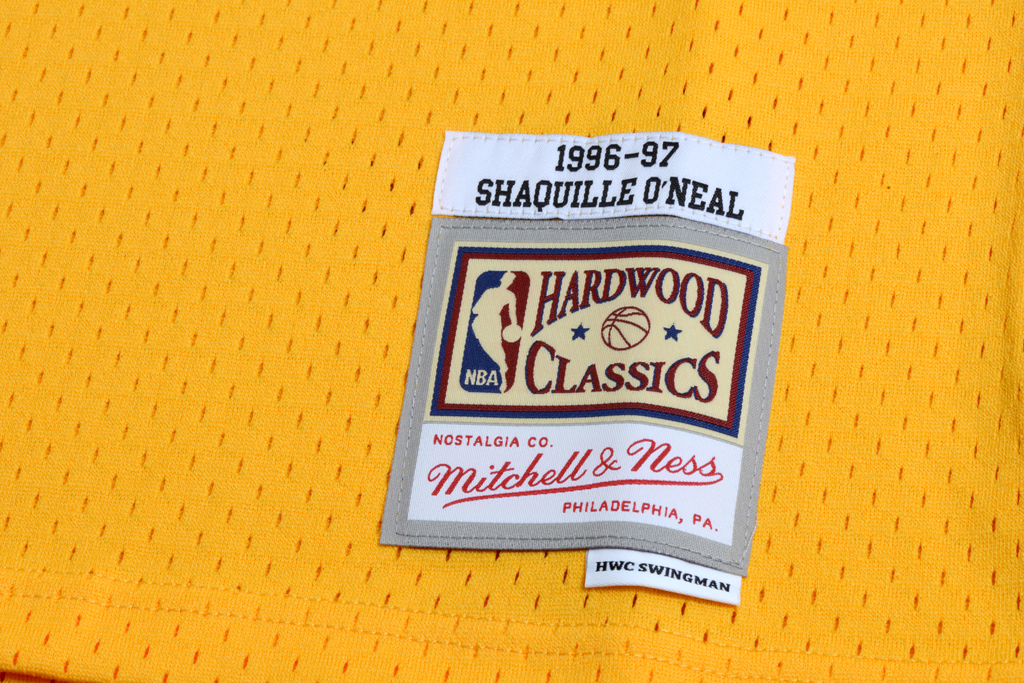 1996-97
SHAQUILLE O'NEAL
HARDWOOD
CLASSICS
NBA
NOSTALGIA CO.
Mitchell & Ness
PHILADELPHIA, PA.
HWC SWINGMAN